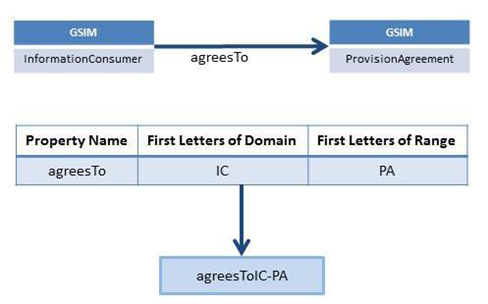 GSIM GSIM
InformationConsumer agreesTo ProvisionAgreement
Property Name First Letters of Domain First Letters of Range
agreesTo IC PA
agreesToIC-PA